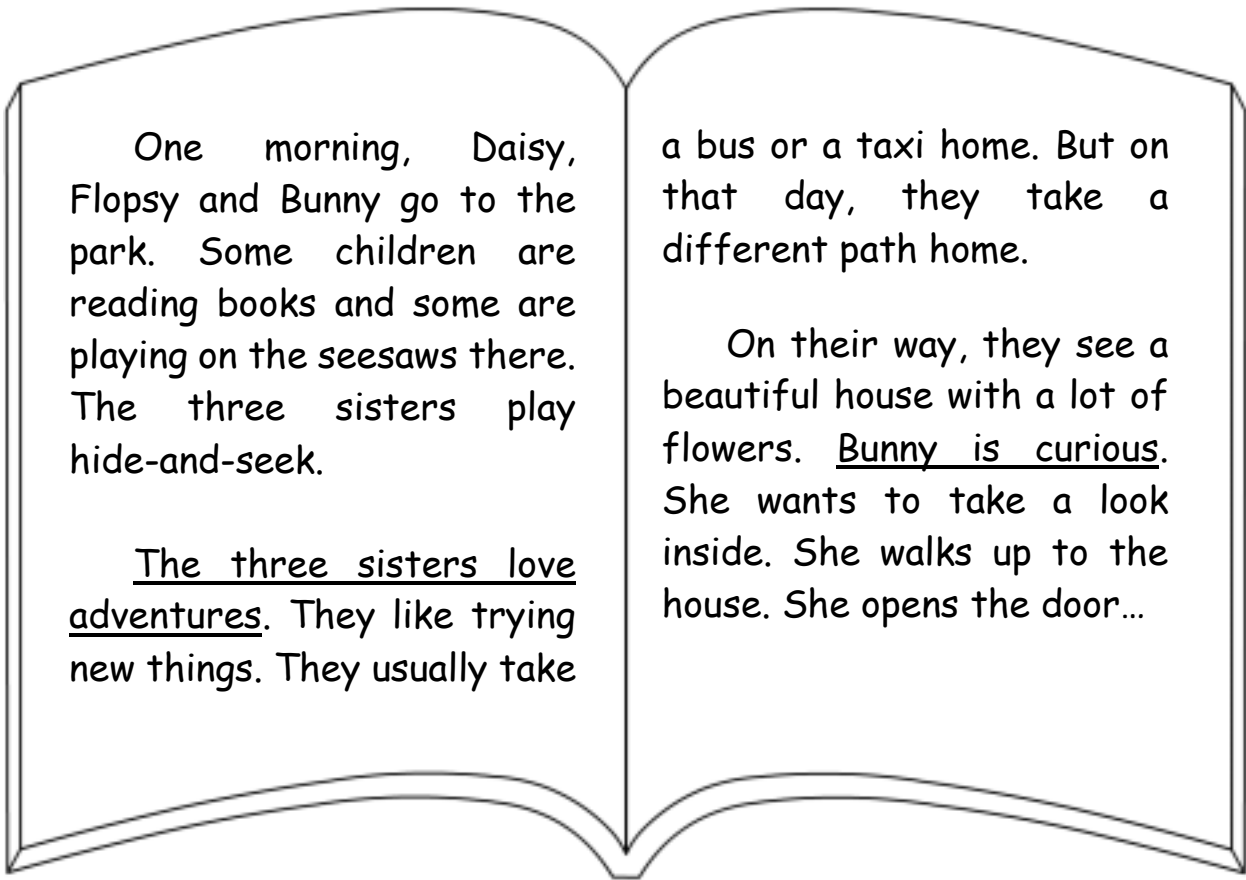 One morning, Daisy,
Flopsy and Bunny go to the
park. Some children are
reading books and some are
playing on the seesaws there.
The three sisters play
hide-and-seek.
The three sisters love
adventures. They like trying
new things. They usually take
a bus or a taxi home. But on
that day, they take a
different path home.
On their way, they see a
beautiful house with a lot of
flowers. Bunny is curious.
She wants to take a look
inside. She walks up to the
house. She opens the door…